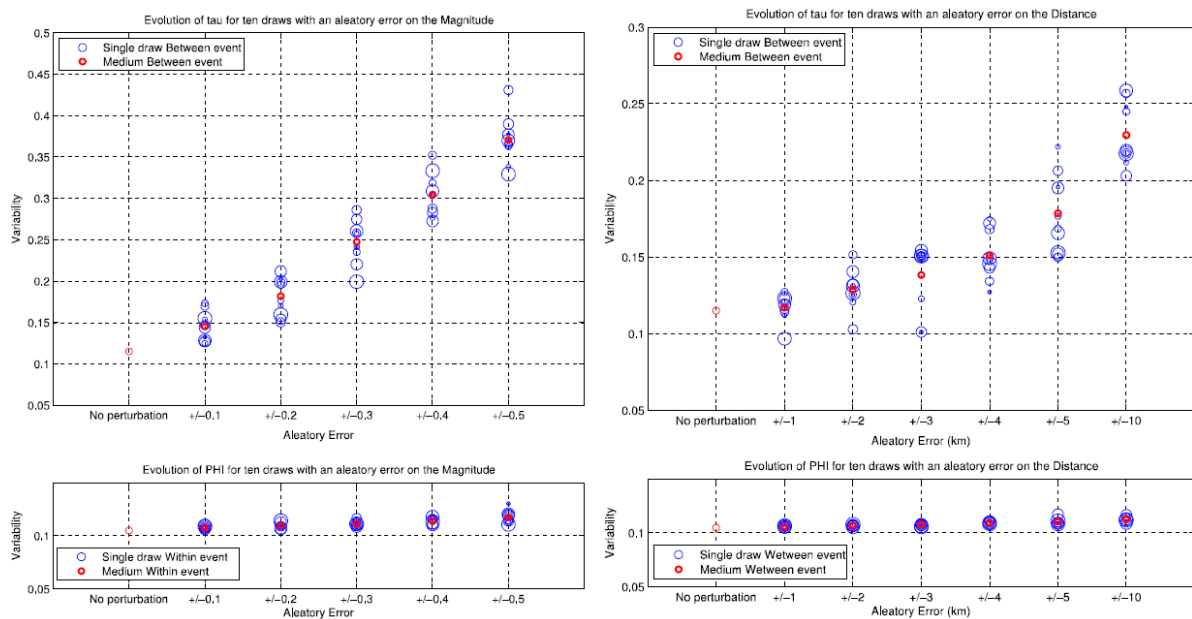 Evolution of tau for ten draws with an aleatory error on the Magnitude
0.5
0.45
0.4
0.35
0.3
0.25
0.2
0.15
0.1
0.05
Variability
Single draw Between event
Medium Between event
No perturbation +/−0.1 +/−0.2 +/−0.3 +/−0.4 +/−0.5
Aleatory Error
Evolution of tau for ten draws with an aleatory error on the Distance
0.3
0.25
0.2
0.15
0.1
0.05
Variability
Single draw Between event
Medium Between event
No perturbation +/−1 +/−2 +/−3 +/−4 +/−5 +/−10
Aleatory Error (km)
Evolution of PHI for ten draws with an aleatory error on the Magnitude
0.1
0.05
Variability
Single draw Within event
Medium Within event
No perturbation +/−0.1 +/−0.2 +/−0.3 +/−0.4 +/−0.5
Aleatory Error
Evolution of PHI for ten draws with an aleatory error on the Distance
0.1
0.05
Variability
Single draw Wetween event
Medium Wetween event
No perturbation +/−1 +/−2 +/−3 +/−4 +/−5 +/−10
Aleatory Error (km)